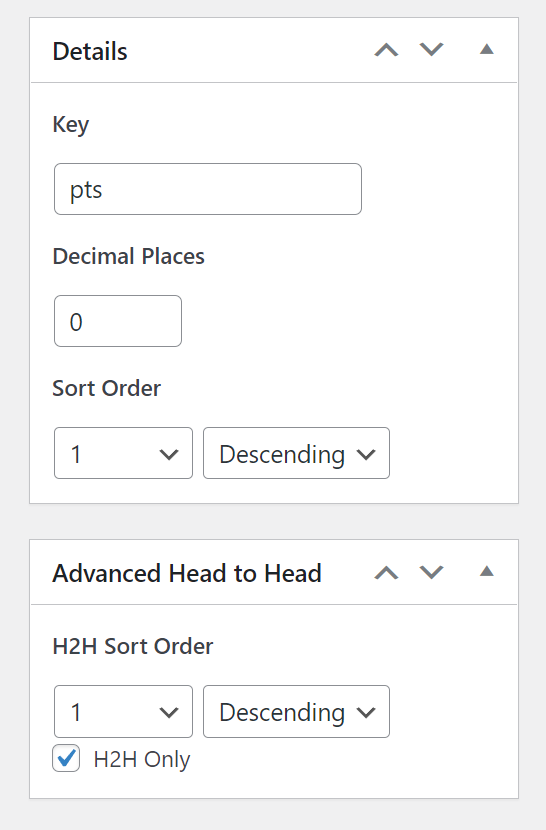 Details
Key
pts
Decimal Places
0
Sort Order
1 Descending
Advanced Head to Head
H2H Sort Order
1 Descending
H2H Only